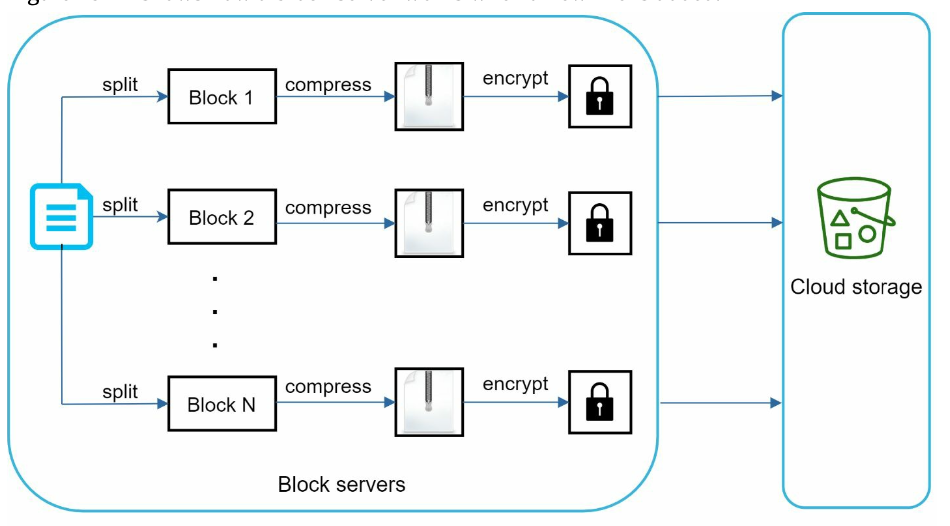 split
Block 1
compress
encrypt
split
Block 2
compress
encrypt
.
.
.
split
Block N
compress
encrypt
Cloud storage
Block servers